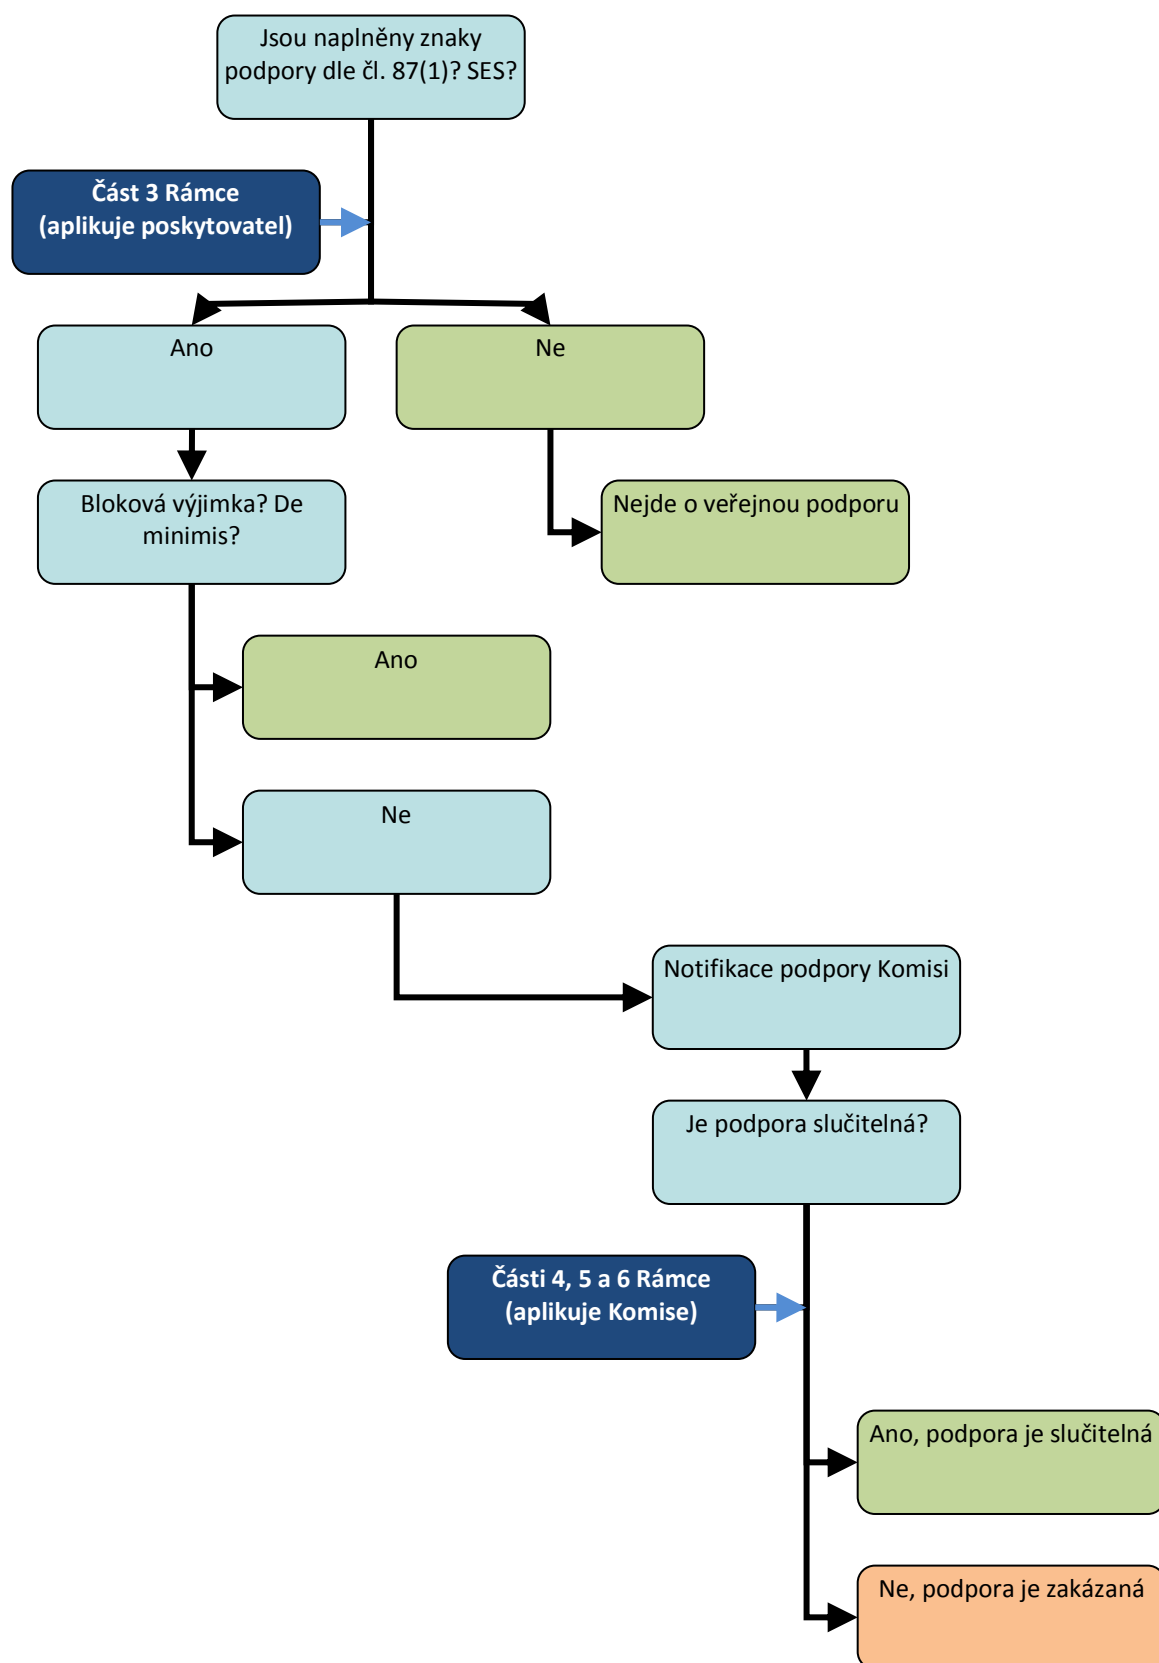 Jsou naplněny znaky
podpory dle čl. 87(1)? SES?
Část 3 Rámce
(aplikuje poskytovatel)
Ano
Ne
Bloková výjimka? De
minimis?
Nejde o veřejnou podporu
Ano
Ne
Notifikace podpory Komisi
Je podpora slučitelná?
Části 4, 5 a 6 Rámce
(aplikuje Komise)
Ano, podpora je slučitelná
Ne, podpora je zakázaná